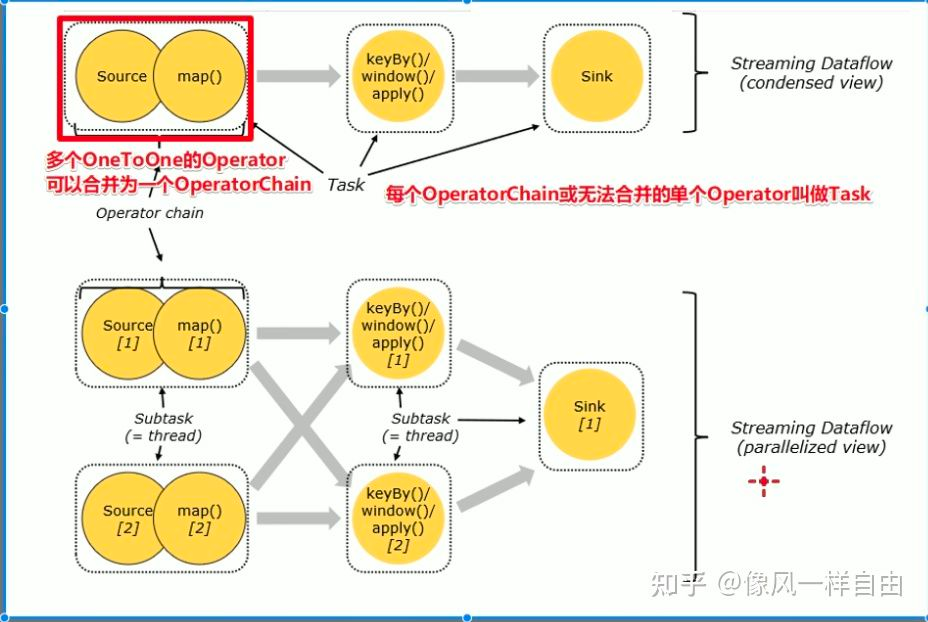 Source
map()
keyBy()/
window()/
apply()
Sink
Streaming Dataflow
(condensed view)
多个OneToOne的Operator
可以合并为一个OperatorChain
Task
每个OperatorChain或无法合并的单个Operator叫做Task
Operator chain
Source
[1]
map()
[1]
keyBy()/
window()/
apply()
[1]
Subtask
(= thread)
Subtask
(= thread)
Sink
[1]
Streaming Dataflow
(parallelized view)
Source
[2]
map()
[2]
keyBy()/
window()/
apply()
[2]
知乎 @像风一样自由